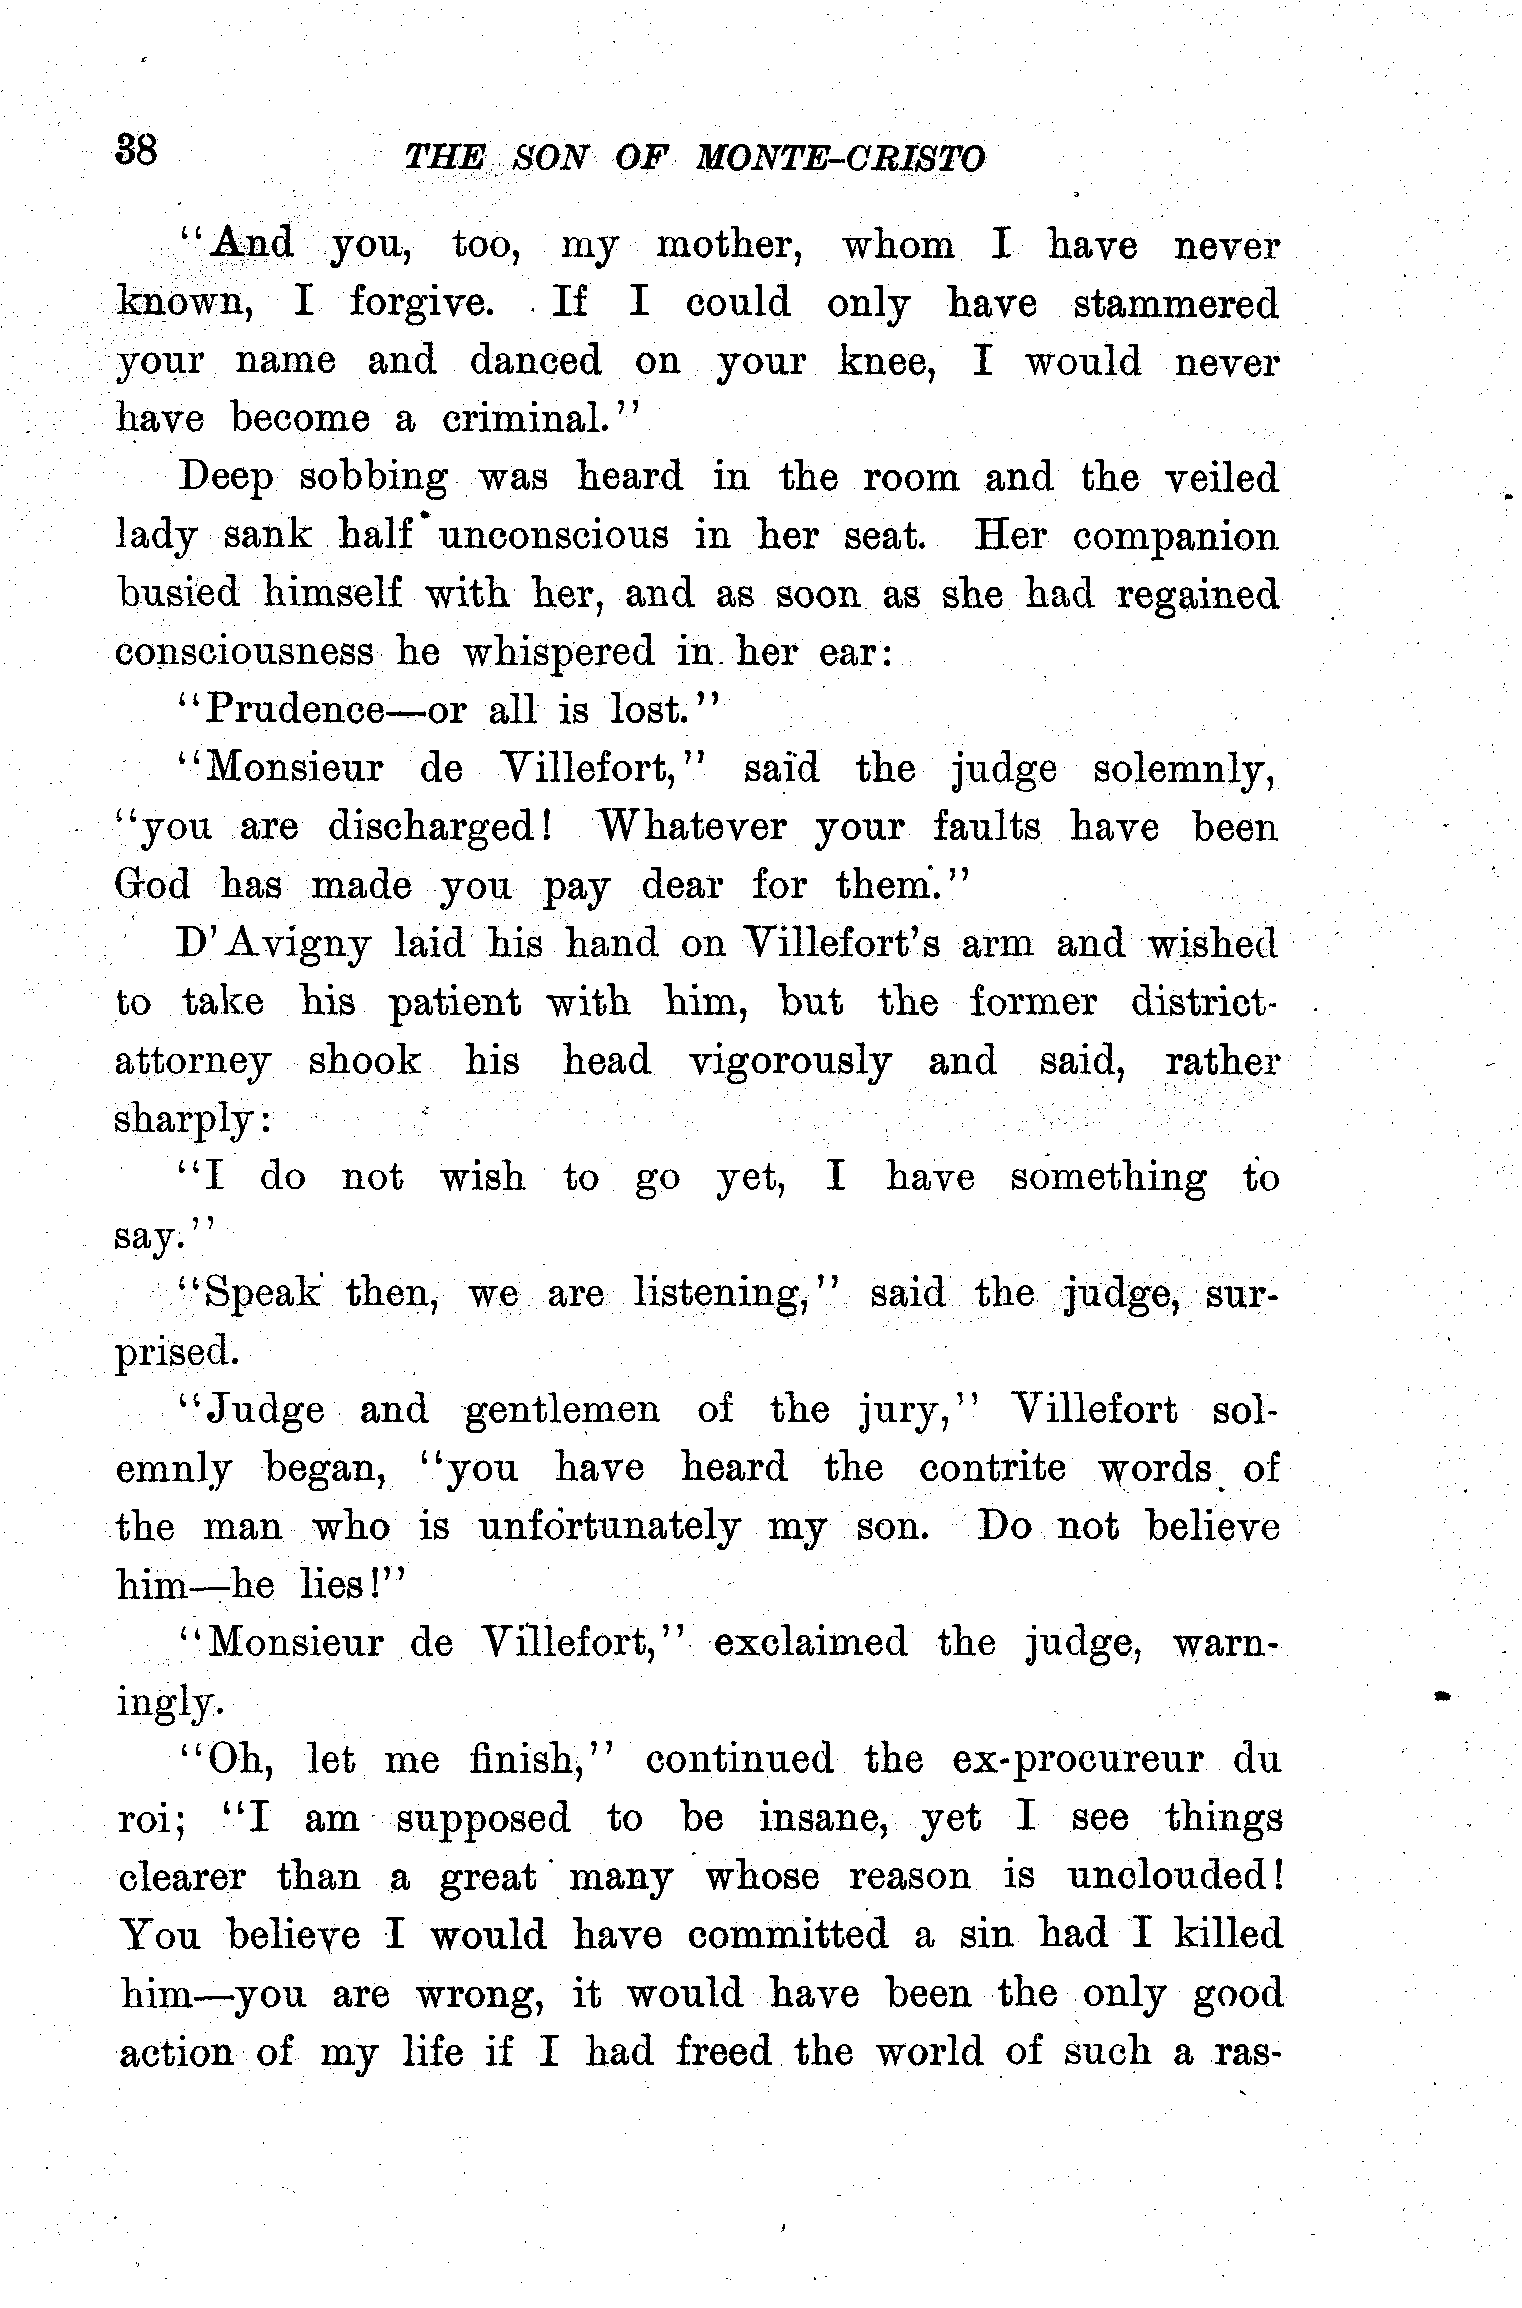 38 THE SON OF MONTE-CRISTO
"And you, too, my mother, whom I have never
known, I forgive. If I could only have stammered
your name and danced on your knee, I would never
have become a criminal."
Deep sobbing was heard in the room and the veiled
lady sank half unconscious in her seat. Her companion
busied himself with her, and as soon as she had regained
consciousness he whispered in her ear:
"Prudence—or all is lost."
"Monsieur de Villefort," said the judge solemnly,
"you are discharged! Whatever your faults have been
God has made you pay dear for them."
D'Avigny laid his hand on Villefort's arm and wished
to take his patient with him, but the former district-
attorney shook his head vigorously and said, rather
sharply:
"I do not wish to go yet, I have something to
say."
"Speak then, we are listening," said the judge, sur-
prised.
"Judge and gentlemen of the jury," Villefort sol-
emnly began, "you have heard the contrite words of
the man who is unfortunately my son. Do not believe
him—he lies!"
"Monsieur de Villefort," exclaimed the judge, warn-
ingly.
"Oh, let me finish," continued the ex-procureur du
roi; "I am supposed to be insane, yet I see things
clearer than a great many whose reason is unclouded!
You believe I would have committed a sin had I killed
him—you are wrong, it would have been the only good
action of my life if I had freed the world of such a ras-